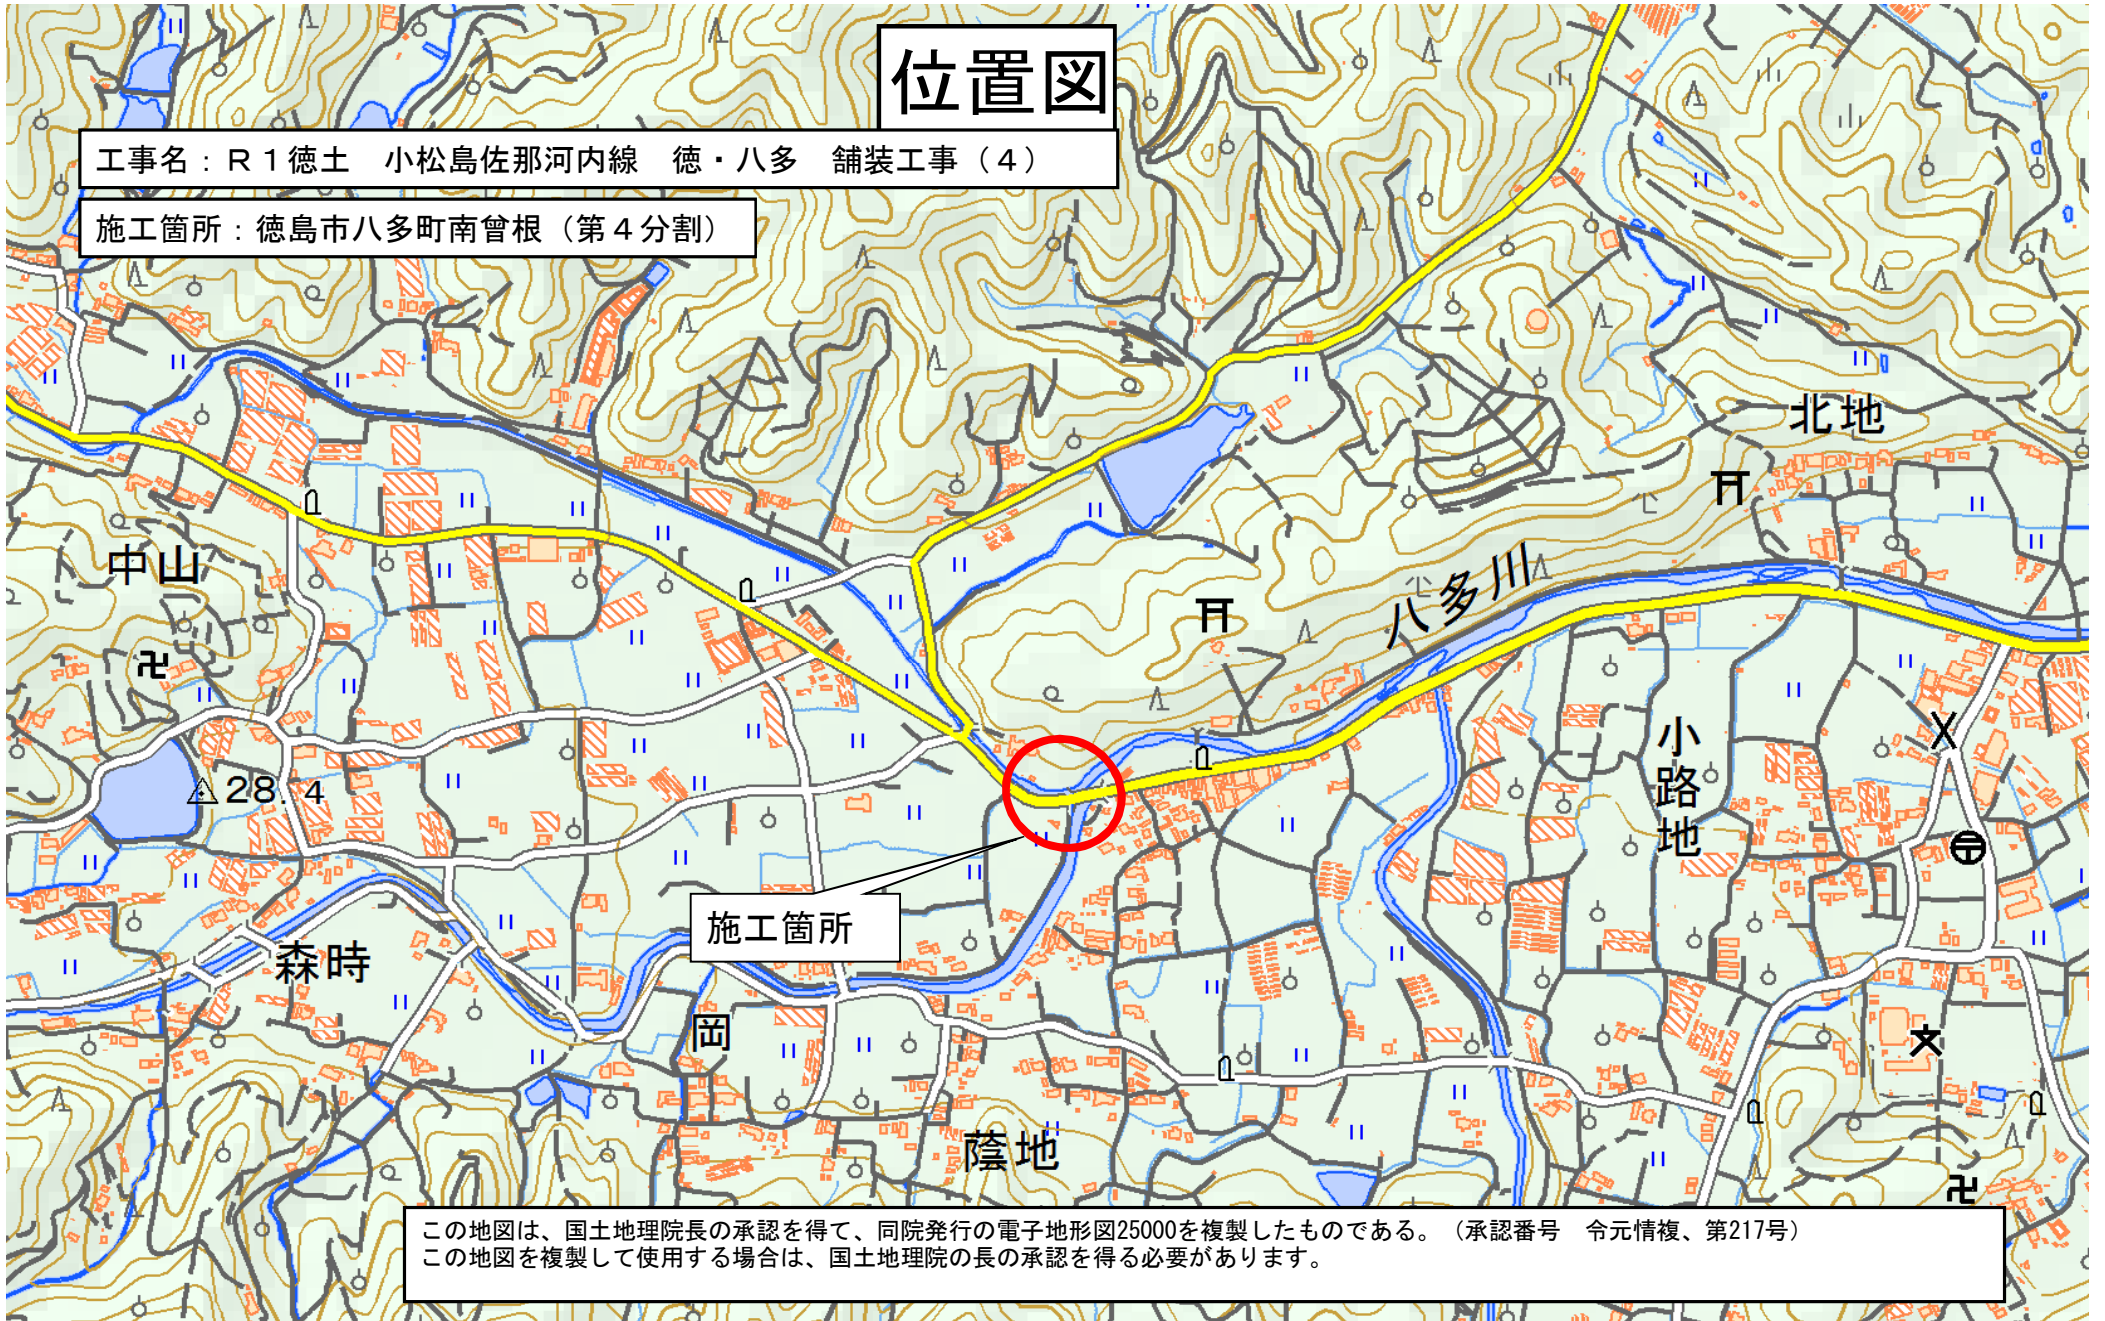 位置図
工事名：Ｒ１徳土　小松島佐那河内線　徳・八多　舗装工事（４）
施工箇所：徳島市八多町南曾根（第４分割）
北地
中山
八多川
小路地
28.4
施工箇所
森時
岡
蔭地
この地図は、国土地理院長の承認を得て、同院発行の電子地形図25000を複製したものである。（承認番号　令元情複、第217号）
この地図を複製して使用する場合は、国土地理院の長の承認を得る必要があります。